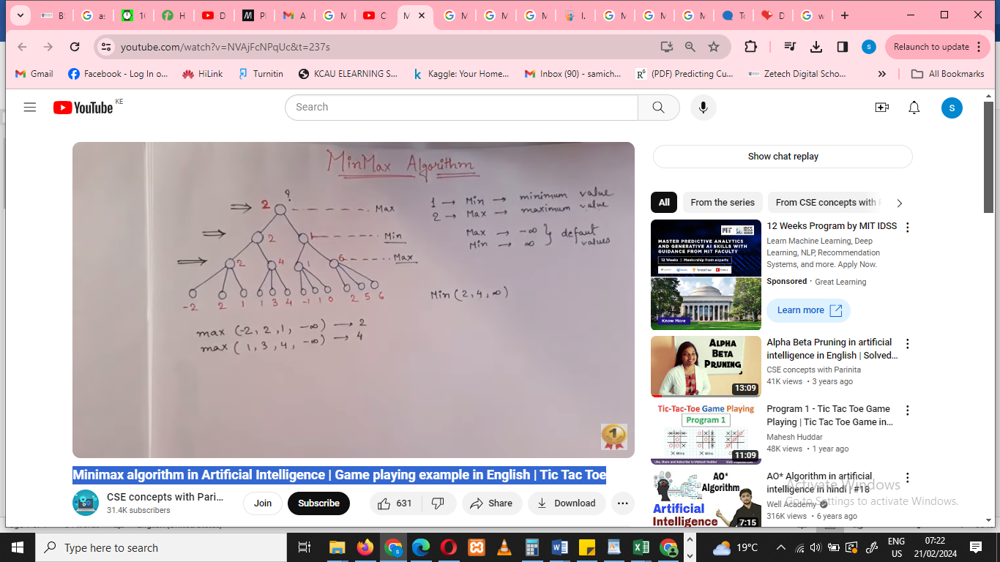 B!
as
10
H
D
M
Pl
A
M
C
M
M
M
M
I.
M
M
M
To
D
w
youtube.com/watch?v=NVAjFcNPqUc&t=237s
S
Relaunch to update
Gmail
Facebook - Log In o...
HiLink
Turnitin
KCAU ELEARNING S...
Kaggle: Your Home...
Inbox (90) - samich...
(PDF) Predicting Cu...
Zetech Digital Scho...
All Bookmarks
YouTube KE
Search
S
MinMax Algorithm
?
2 Max
2 Min
2 4 1 6 Max
-2 2 1 1 3 4 -1 1 0 2 5 6
1 → Min → minimum value
2 → Max → maximum value
Max → -∞ } default
Min → ∞ values
Min (2, 4, ∞)
max (-2, 2, 1, -∞) → 2
max ( 1, 3, 4, -∞) → 4
1
Minimax algorithm in Artificial Intelligence | Game playing example in English | Tic Tac Toe
CSE concepts with Pari...
31.4K subscribers
Join
Subscribe
631
Share
Download
Show chat replay
All
From the series
From CSE concepts with P
MASTER PREDICTIVE ANALYTICS
AND GENERATIVE AI SKILLS WITH
GUIDANCE FROM MIT FACULTY
12 Weeks | Mentorship from experts
Know More
12 Weeks Program by MIT IDSS
Learn Machine Learning, Deep
Learning, NLP, Recommendation
Systems, and more. Apply Now.
Sponsored · Great Learning
Learn more
ALPHA
BETA
PRUNING
13:09
Alpha Beta Pruning in artificial
intelligence in English | Solved...
CSE concepts with Parinita
41K views • 3 years ago
Tic-Tac-Toe Game Playing
Program 1
X Wins
11:09
Program 1 - Tic Tac Toe Game
Playing | Tic Tac Toe Game in...
Mahesh Huddar
48K views • 1 year ago
AO*
Algorithm
Artificial
Intelligence
7:15
AO* Algorithm in artificial
intelligence in hindi | #18
Well Academy
316K views • 6 years ago
Activate Windows
Go to Settings to activate Windows.
Type here to search
19°C
ENG
US
07:22
21/02/2024